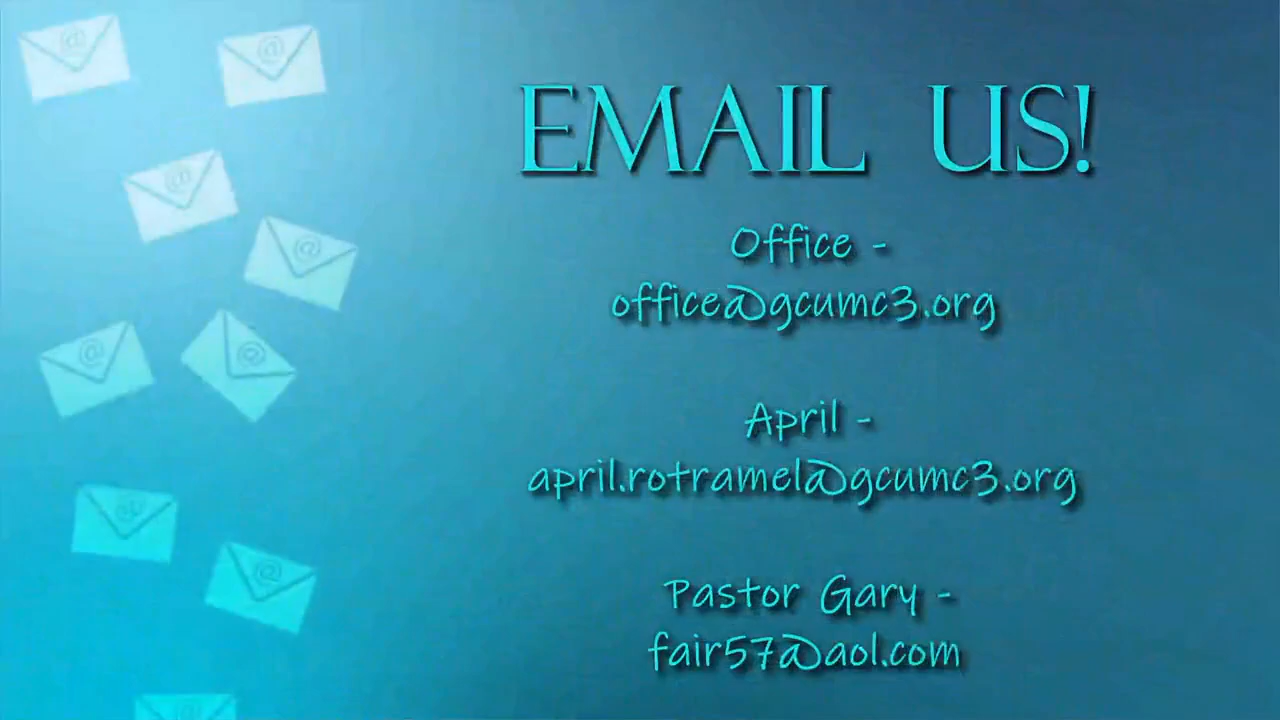 EMAIL US!
Office -
office@gcumc3.org
April -
april.rotramel@gcumc3.org
Pastor Gary -
fair57@aol.com